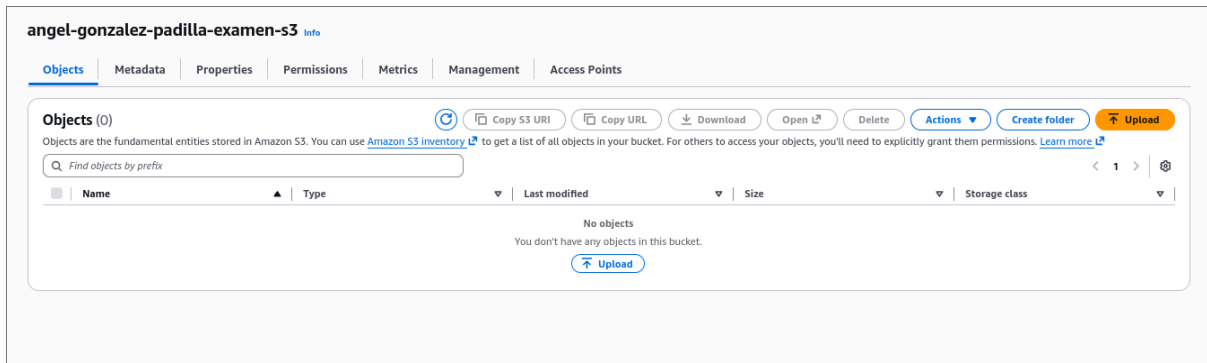 angel-gonzalez-padilla-examen-s3 Info
Objects Metadata Properties Permissions Metrics Management Access Points
Objects (0) Copy S3 URI Copy URL Download Open Delete Actions Create folder Upload
Objects are the fundamental entities stored in Amazon S3. You can use Amazon S3 inventory to get a list of all objects in your bucket. For others to access your objects, you'll need to explicitly grant them permissions. Learn more
Find objects by prefix 1
Name Type Last modified Size Storage class
No objects
You don't have any objects in this bucket.
Upload